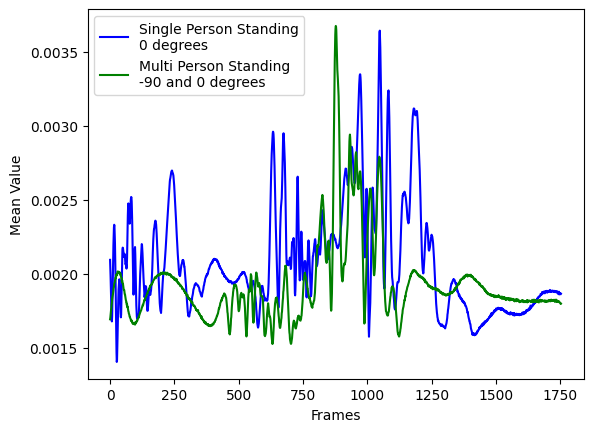 Single Person Standing
0 degrees
Multi Person Standing
-90 and 0 degrees
0.0035
0.0030
0.0025
0.0020
0.0015
Mean Value
0 250 500 750 1000 1250 1500 1750
Frames